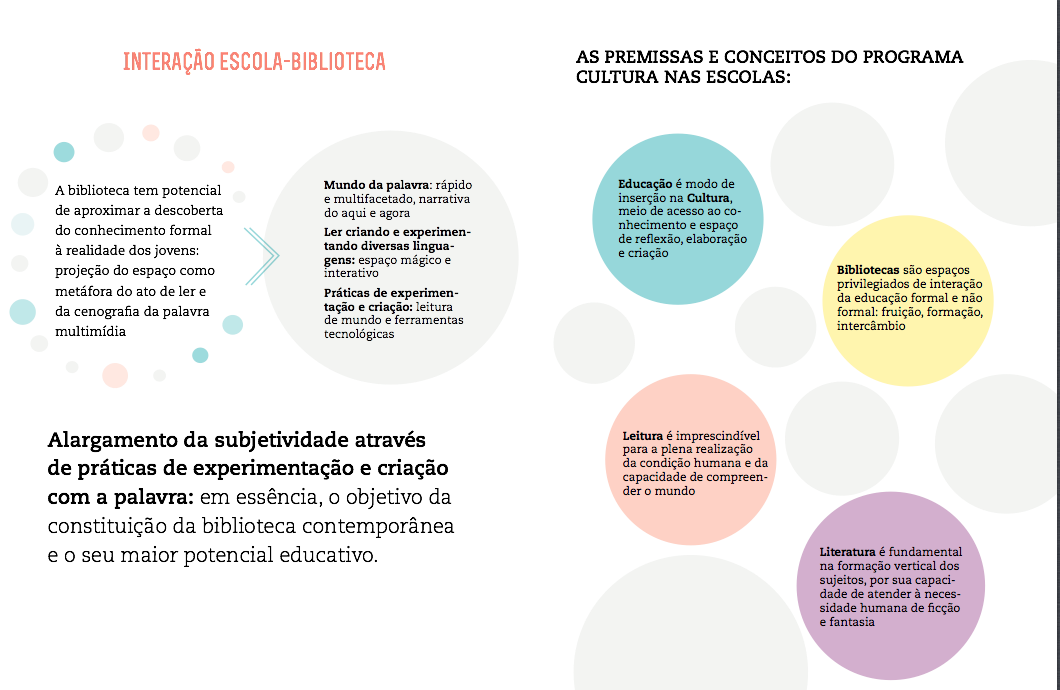 INTERAÇÃO ESCOLA-BIBLIOTECA
A biblioteca tem potencial
de aproximar a descoberta
do conhecimento formal
à realidade dos jovens:
projeção do espaço como
metáfora do ato de ler e
da cenografia da palavra
multimídia
Mundo da palavra: rápido
e multifacetado, narrativa
do aqui e agora
Ler criando e experimen-
tando diversas lingua-
gens: espaço mágico e
interativo
Práticas de experimen-
tação e criação: leitura
de mundo e ferramentas
tecnológicas
Alargamento da subjetividade através
de práticas de experimentação e criação
com a palavra: em essência, o objetivo da
constituição da biblioteca contemporânea
e o seu maior potencial educativo.
AS PREMISSAS E CONCEITOS DO PROGRAMA
CULTURA NAS ESCOLAS:
Educação é modo de
inserção na Cultura,
meio de acesso ao co-
nhecimento e espaço
de reflexão, elaboração
e criação
Bibliotecas são espaços
privilegiados de interação
da educação formal e não
formal: fruição, formação,
intercâmbio
Leitura é imprescindível
para a plena realização
da condição humana e da
capacidade de compreen-
der o mundo
Literatura é fundamental
na formação vertical dos
sujeitos, por sua capaci-
dade de atender à neces-
sidade humana de ficção
e fantasia